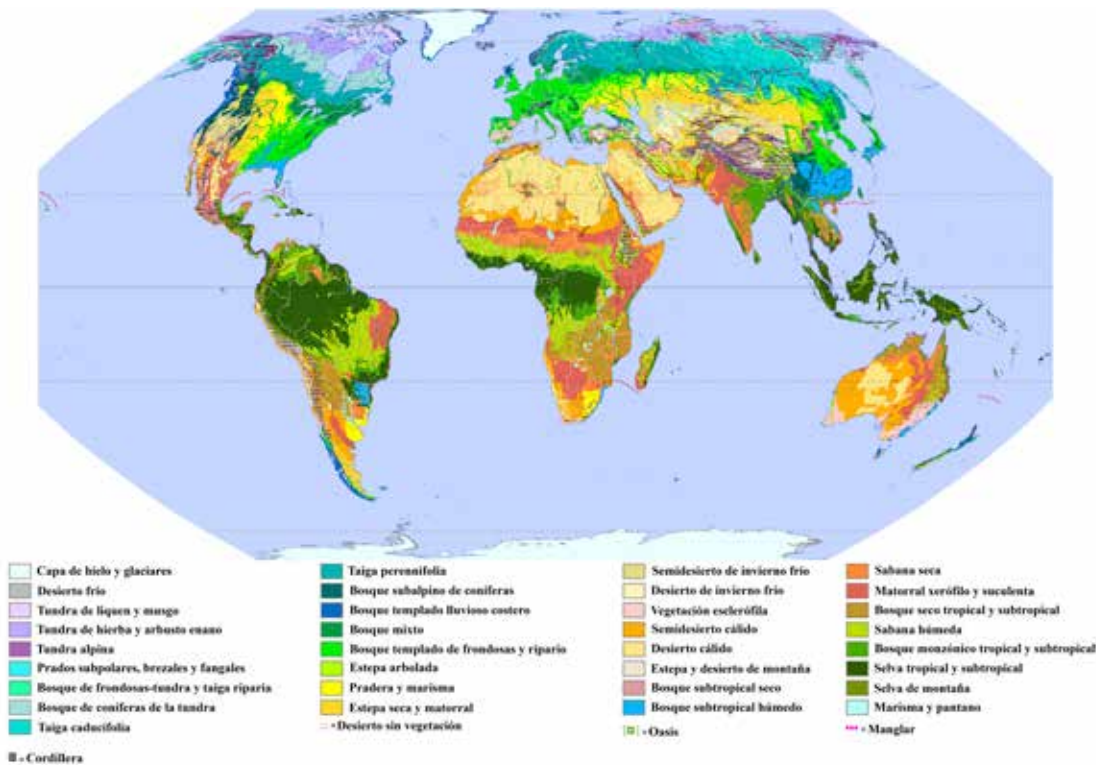 Capa de hielo y glaciares
Desierto frío
Tundra de liquen y musgo
Tundra de hierba y arbusto enano
Tundra alpina
Prados subpolares, brezales y fangales
Bosque de frondosas-tundra y taiga riparia
Bosque de coníferas de la tundra
Taiga caducifolia
Taiga perennifolia
Bosque subalpino de coníferas
Bosque templado lluvioso costero
Bosque mixto
Bosque templado de frondosas y ripario
Estepa arbolada
Pradera y marisma
Estepa seca y matorral
=Desierto sin vegetación
Semidesierto de invierno frío
Desierto de invierno frío
Vegetación esclerófila
Semidesierto cálido
Desierto cálido
Estepa y desierto de montaña
Bosque subtropical seco
Bosque subtropical húmedo
=Oasis
Sabana seca
Matorral xerófilo y suculenta
Bosque seco tropical y subtropical
Sabana húmeda
Bosque monzónico tropical y subtropical
Selva tropical y subtropical
Selva de montaña
Marisma y pantano
=Manglar
=Cordillera